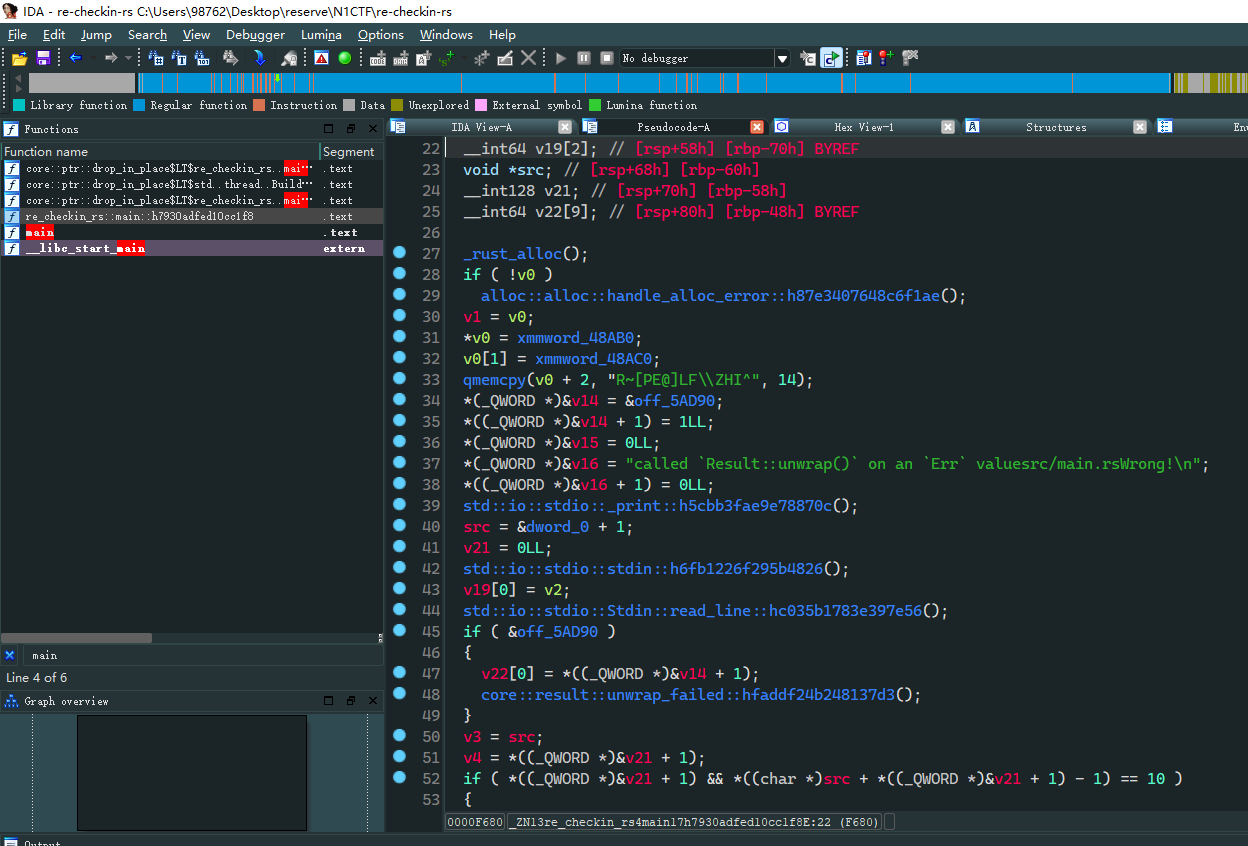 IDA - re-checkin-rs C:\Users\98762\Desktop\reserve\N1CTF\re-checkin-rs
File Edit Jump Search View Debugger Lumina Options Windows Help
No debugger
Library function Regular function Instruction Data Unexplored External symbol Lumina function
Functions
IDA View-A Pseudocode-A Hex View-1 Structures Enu
Function name Segment
core::ptr::drop_in_place$LT$re_checkin_rs..mai… .text
core::ptr::drop_in_place$LT$std..thread..Build… .text
core::ptr::drop_in_place$LT$re_checkin_rs..mai… .text
re_checkin_rs::main::h7930adfed10cc1f8 .text
main .text
__libc_start_main extern
22 __int64 v19[2]; // [rsp+58h] [rbp-70h] BYREF
23 void *src; // [rsp+68h] [rbp-60h]
24 __int128 v21; // [rsp+70h] [rbp-58h]
25 __int64 v22[9]; // [rsp+80h] [rbp-48h] BYREF
26
27 _rust_alloc();
28 if ( !v0 )
29 alloc::alloc::handle_alloc_error::h87e3407648c6f1ae();
30 v1 = v0;
31 *v0 = xmmword_48AB0;
32 v0[1] = xmmword_48AC0;
33 qmemcpy(v0 + 2, "R~[PE@]LF\\ZHI^", 14);
34 *(_QWORD *)&v14 = &off_5AD90;
35 *((_QWORD *)&v14 + 1) = 1LL;
36 *(_QWORD *)&v15 = 0LL;
37 *(_QWORD *)&v16 = "called `Result::unwrap()` on an `Err` valuesrc/main.rsWrong!\n";
38 *((_QWORD *)&v16 + 1) = 0LL;
39 std::io::stdio::_print::h5cbb3fae9e78870c();
40 src = &dword_0 + 1;
41 v21 = 0LL;
42 std::io::stdio::stdin::h6fb1226f295b4826();
43 v19[0] = v2;
44 std::io::stdio::Stdin::read_line::hc035b1783e397e56();
45 if ( &off_5AD90 )
46 {
47 v22[0] = *((_QWORD *)&v14 + 1);
48 core::result::unwrap_failed::hfaddf24b248137d3();
49 }
50 v3 = src;
51 v4 = *((_QWORD *)&v21 + 1);
52 if ( *((_QWORD *)&v21 + 1) && *((char *)src + *((_QWORD *)&v21 + 1) - 1) == 10 )
53 {
main
Line 4 of 6
Graph overview
0000F680 _ZN13re_checkin_rs4main17h7930adfed10cc1f8E:22 (F680)
Output